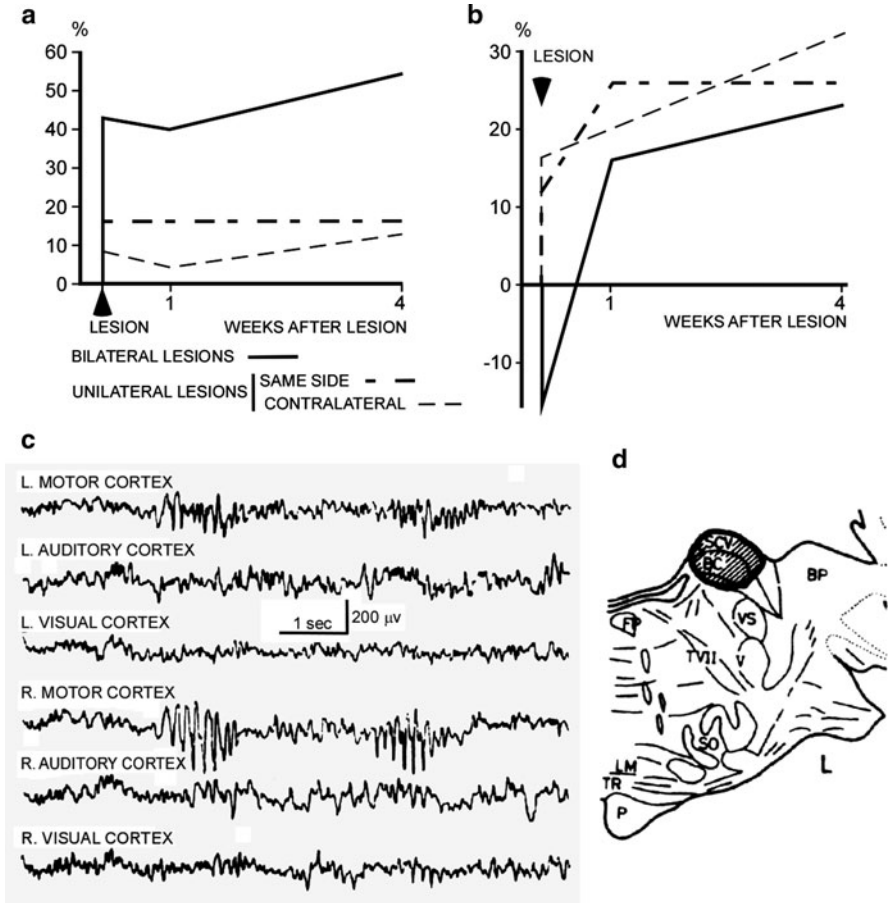 a
%
60
50
40
30
20
10
0
1
4
LESION
WEEKS AFTER LESION
BILATERAL LESIONS
UNILATERAL LESIONS
SAME SIDE
CONTRALATERAL
b
%
30
LESION
20
10
0
1
4
WEEKS AFTER LESION
-10
c
L. MOTOR CORTEX
L. AUDITORY CORTEX
1 sec
200 µv
L. VISUAL CORTEX
R. MOTOR CORTEX
R. AUDITORY CORTEX
R. VISUAL CORTEX
d
SCV
BC
BP
VS
FP
TVII
V
SO
LM
L
TR
P